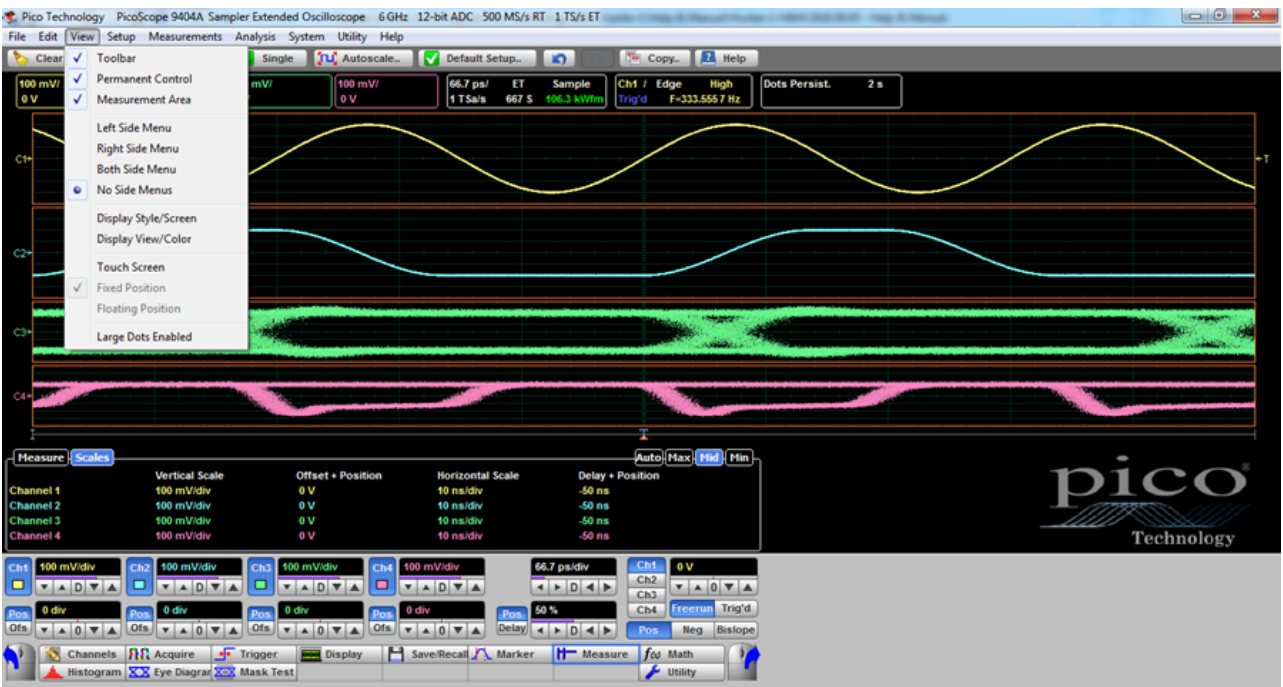 Pico Technology PicoScope 9404A Sampler Extended Oscilloscope 6 GHz 12-bit ADC 500 MS/s RT 1 TS/s ET
File Edit View Setup Measurements Analysis System Utility Help
Clear Single Autoscale... Default Setup... Copy... Help
Toolbar
Permanent Control
Measurement Area
Left Side Menu
Right Side Menu
Both Side Menu
No Side Menus
Display Style/Screen
Display View/Color
Touch Screen
Fixed Position
Floating Position
Large Dots Enabled
100 mV/ mV/ 100 mV/ 66.7 ps/ ET Sample Ch1 / Edge High Dots Persist. 2 s
0 V 0 V 1 TSa/s 667 S 106.3 kWfm Trig'd F=333.555 7 Hz
C1
T
C2
C3
C4
T
Measure Scales Auto Max Mid Min
Vertical Scale Offset + Position Horizontal Scale Delay + Position
Channel 1 100 mV/div 0 V 10 ns/div -50 ns
Channel 2 100 mV/div 0 V 10 ns/div -50 ns
Channel 3 100 mV/div 0 V 10 ns/div -50 ns
Channel 4 100 mV/div 0 V 10 ns/div -50 ns
pico
Technology
Ch1 100 mV/div Ch2 100 mV/div Ch3 100 mV/div Ch4 100 mV/div 66.7 ps/div Ch1 0 V
D D D D D Ch2 0
Ch3
Pos 0 div Pos 0 div Pos 0 div Pos 0 div Pos 50 % Ch4 Freerun Trig'd
Ofs 0 Ofs 0 Ofs 0 Ofs 0 Delay D Pos Neg Bislope
Channels Acquire Trigger Display Save/Recall Marker Measure f(x) Math
Histogram Eye Diagram Mask Test Utility